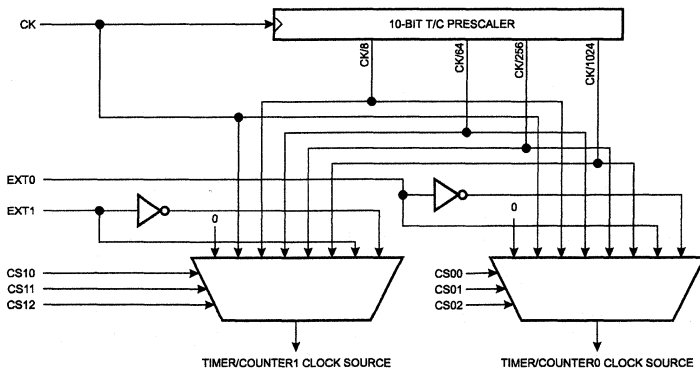 CK
10-BIT T/C PRESCALER
CK/8
CK/64
CK/256
CK/1024
EXT0
EXT1
0
0
CS10
CS11
CS12
CS00
CS01
CS02
TIMER/COUNTER1 CLOCK SOURCE
TIMER/COUNTER0 CLOCK SOURCE